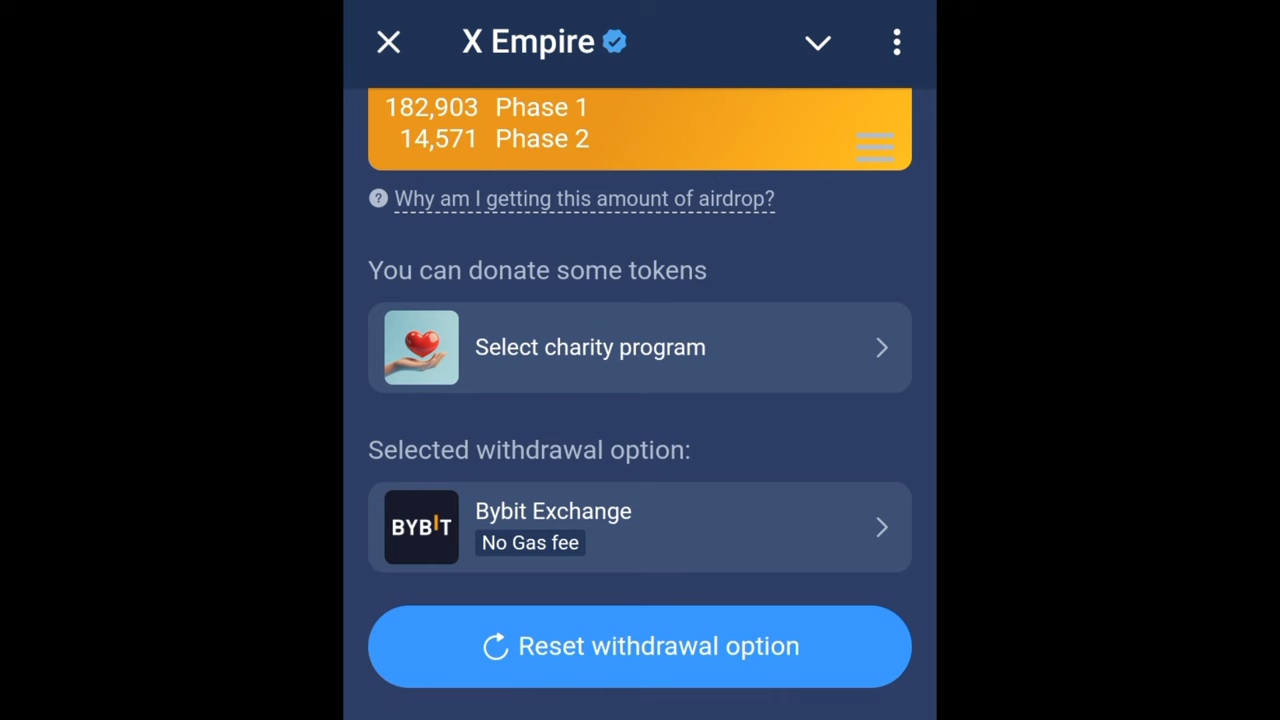 X Empire
182,903 Phase 1
14,571 Phase 2
? Why am I getting this amount of airdrop?
You can donate some tokens
Select charity program
Selected withdrawal option:
BYBIT
Bybit Exchange
No Gas fee
Reset withdrawal option